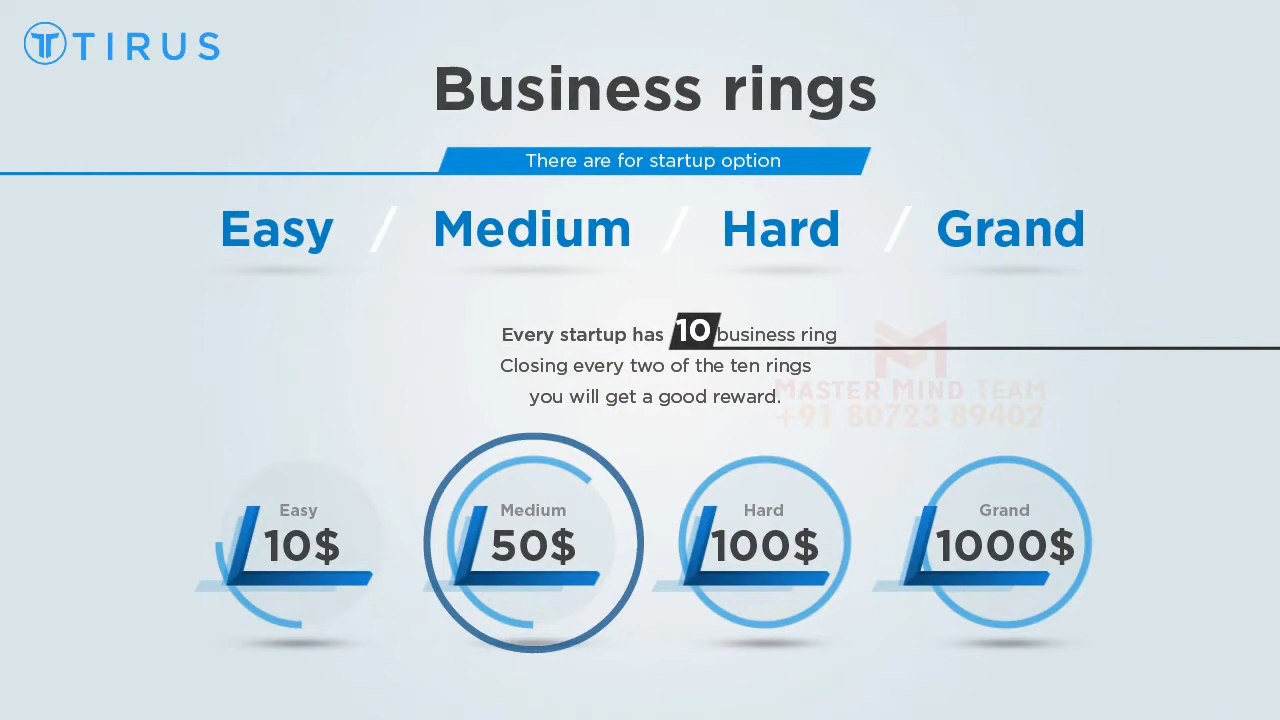 TIRUS
Business rings
There are for startup option
Easy / Medium / Hard / Grand
Every startup has 10 business ring
Closing every two of the ten rings
you will get a good reward.
MASTER MIND TEAM
+91 80723 89402
Easy Medium Hard Grand
10$ 50$ 100$ 1000$